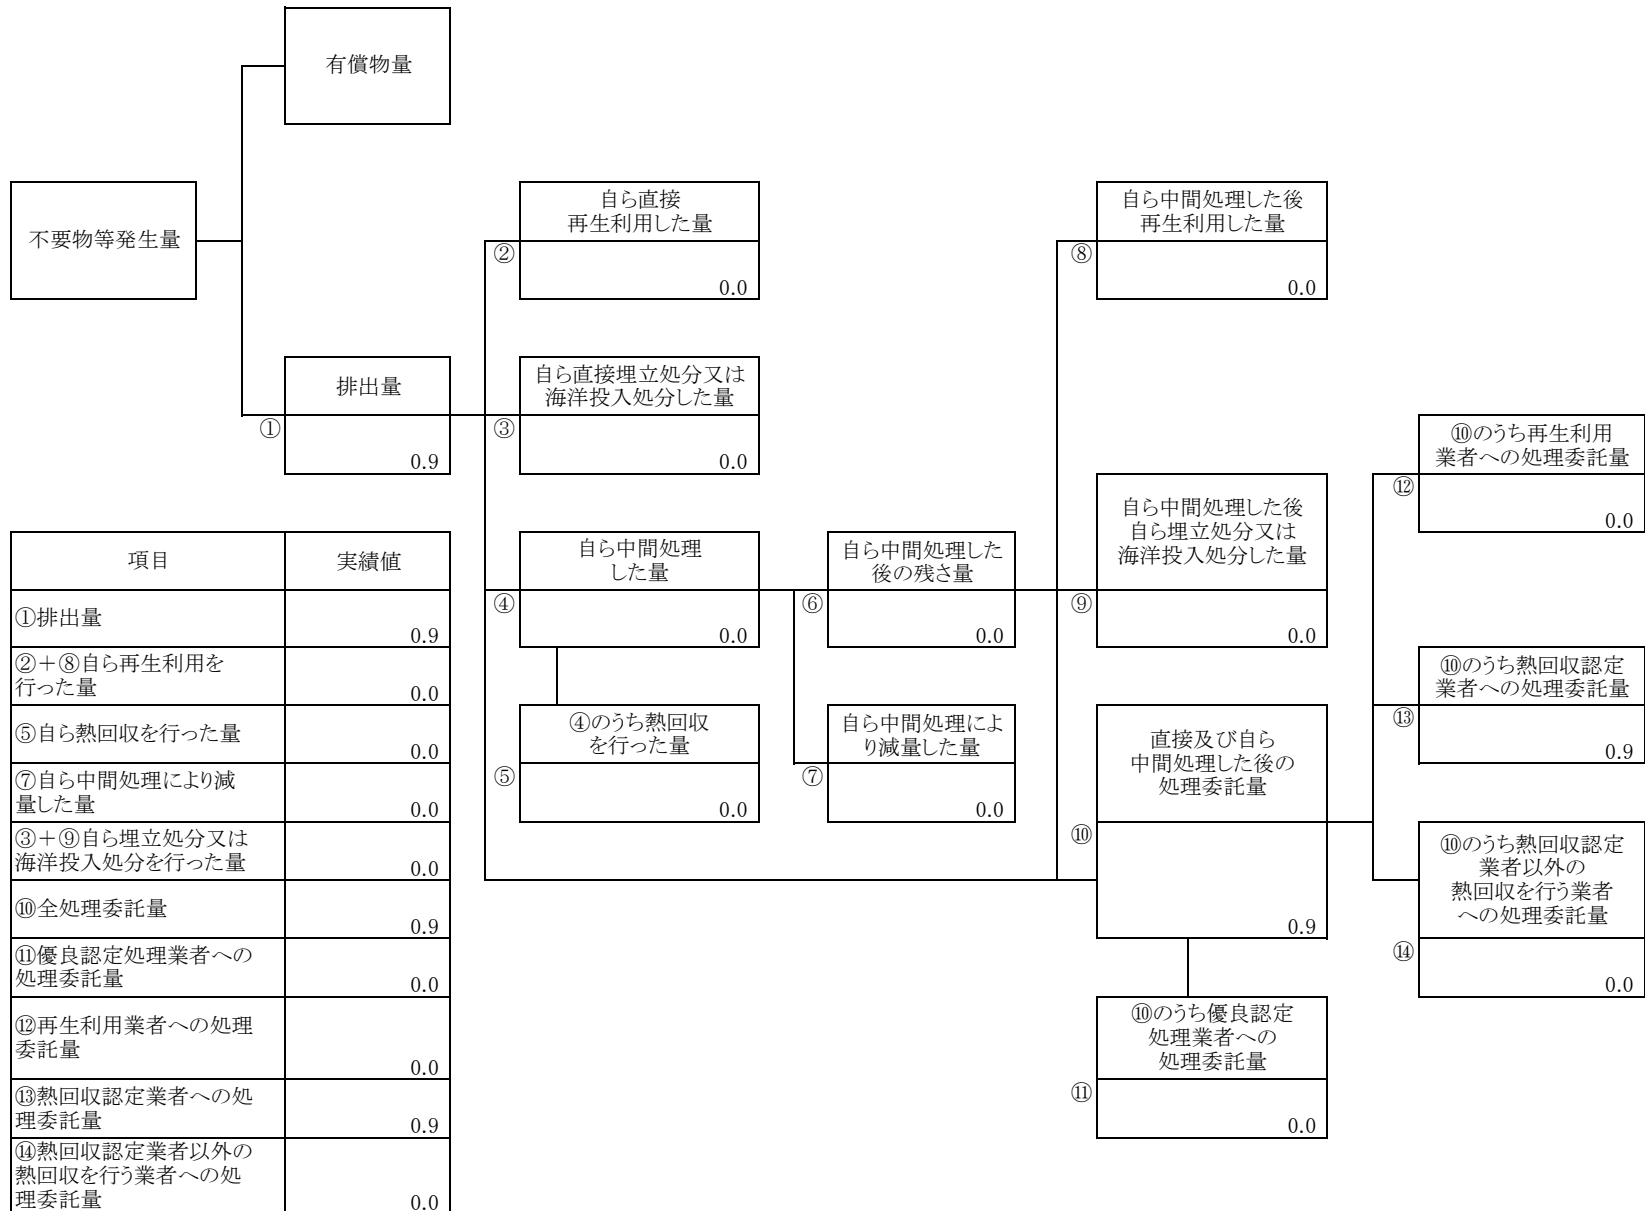 有償物量
不要物等発生量
自ら直接
再生利用した量
②
0.0
自ら中間処理した後
再生利用した量
⑧
0.0
排出量
①
0.9
自ら直接埋立処分又は
海洋投入処分した量
③
0.0
⑩のうち再生利用
業者への処理委託量
⑫
0.0
自ら中間処理した後
自ら埋立処分又は
海洋投入処分した量
⑨
0.0
自ら中間処理
した量
④
0.0
自ら中間処理した
後の残さ量
⑥
0.0
⑩のうち熱回収認定
業者への処理委託量
⑬
0.9
④のうち熱回収
を行った量
⑤
0.0
自ら中間処理によ
り減量した量
⑦
0.0
直接及び自ら
中間処理した後の
処理委託量
⑩
0.9
⑩のうち熱回収認定
業者以外の
熱回収を行う業者
への処理委託量
⑭
0.0
⑩のうち優良認定
処理業者への
処理委託量
⑪
0.0
項目 実績値
①排出量
0.9
②＋⑧自ら再生利用を
行った量 0.0
⑤自ら熱回収を行った量
0.0
⑦自ら中間処理により減
量した量 0.0
③＋⑨自ら埋立処分又は
海洋投入処分を行った量 0.0
⑩全処理委託量
0.9
⑪優良認定処理業者への
処理委託量 0.0
⑫再生利用業者への処理
委託量
0.0
⑬熱回収認定業者への処
理委託量 0.9
⑭熱回収認定業者以外の
熱回収を行う業者への処
理委託量 0.0